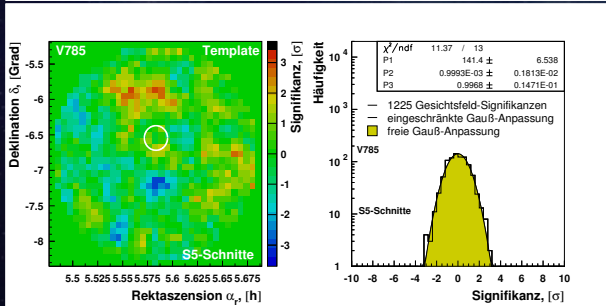 V785
Template
Deklination δ, [Grad]
-5.5
-6
-6.5
-7
-7.5
-8
5.5 5.525 5.55 5.575 5.6 5.625 5.65 5.675
Rektaszension αr, [h]
S5-Schnitte
3
2
1
0
-1
-2
-3
Signifikanz, [σ]
Häufigkeit
χ²/ndf 11.37 / 13
P1 141.4 ± 6.538
P2 0.9993E-03 ± 0.1813E-02
P3 0.9968 ± 0.1471E-01
1225 Gesichtsfeld-Signifikanzen
eingeschränkte Gauß-Anpassung
freie Gauß-Anpassung
V785
S5-Schnitte
10⁴
10³
10²
10
1
-10 -8 -6 -4 -2 0 2 4 6 8 10
Signifikanz, [σ]